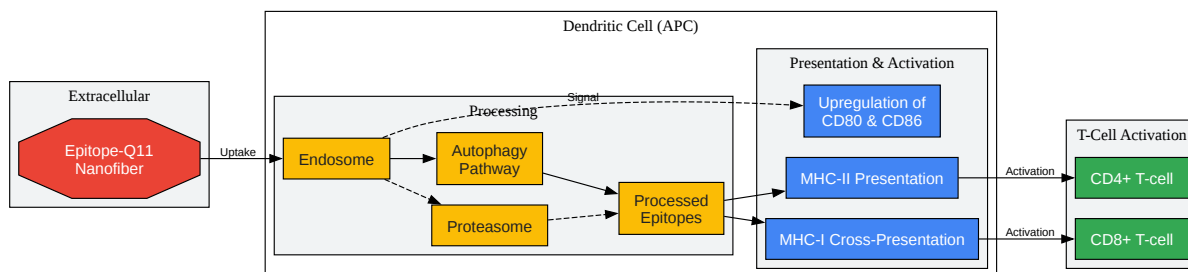 Dendritic Cell (APC)
Extracellular
Epitope-Q11
Nanofiber
Uptake
Processing
Signal
Endosome
Autophagy
Pathway
Proteasome
Processed
Epitopes
Presentation & Activation
Upregulation of
CD80 & CD86
MHC-II Presentation
MHC-I Cross-Presentation
Activation
Activation
T-Cell Activation
CD4+ T-cell
CD8+ T-cell